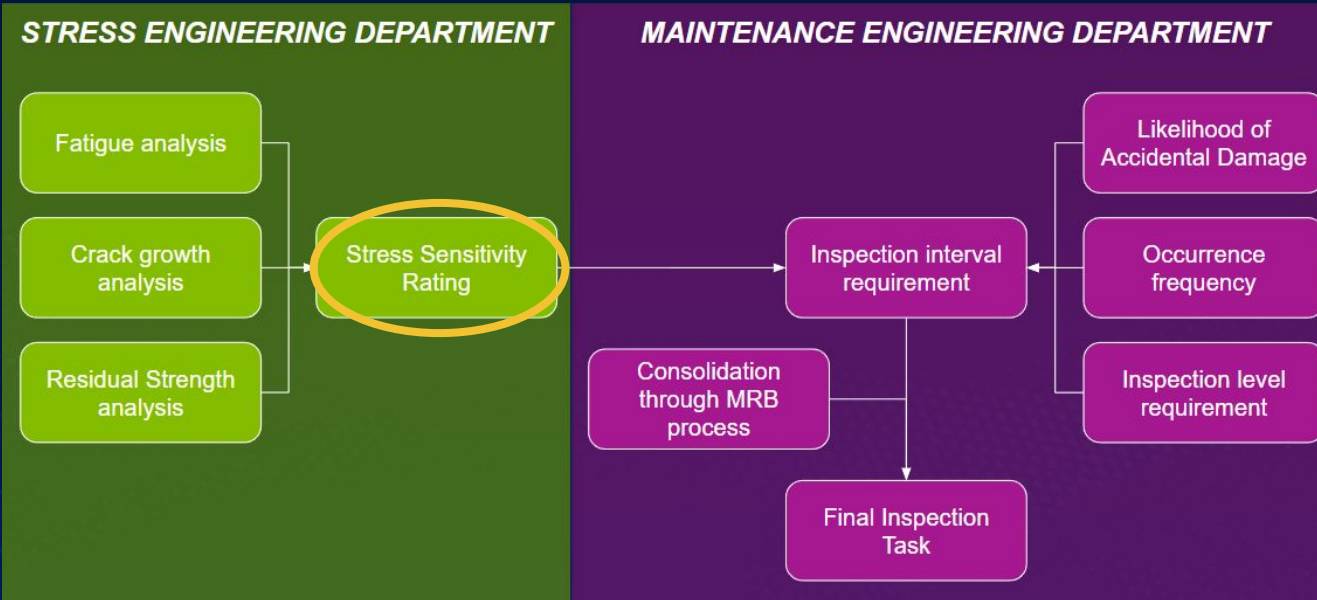 STRESS ENGINEERING DEPARTMENT
MAINTENANCE ENGINEERING DEPARTMENT
Fatigue analysis
Crack growth
analysis
Residual Strength
analysis
Stress Sensitivity
Rating
Inspection interval
requirement
Consolidation
through MRB
process
Final Inspection
Task
Likelihood of
Accidental Damage
Occurrence
frequency
Inspection level
requirement